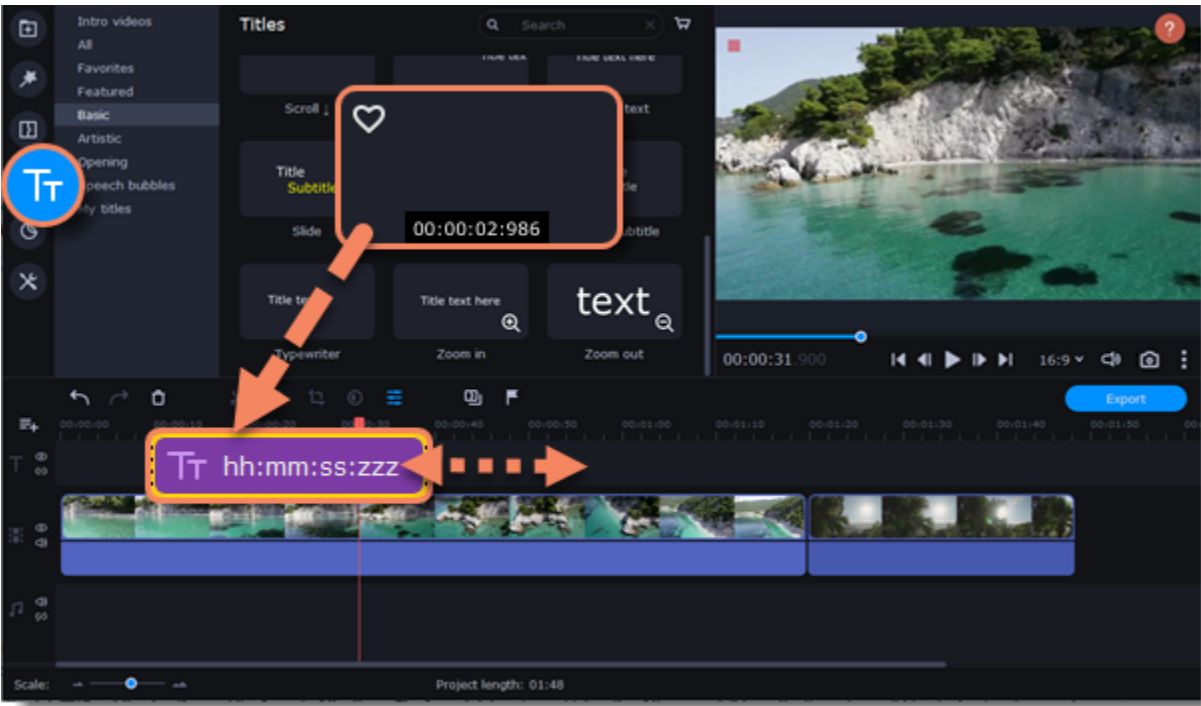 Intro videos
All
Favorites
Featured
Basic
Artistic
Opening
Speech bubbles
My titles
Titles
Search
Title text here
Scroll ↓
text
Title
Subtitle
Slide
00:00:02:986
Title text here
Typewriter
Zoom in
text
Zoom out
?
00:00:31.900
16:9
Export
00:00:00
00:00:10
00:00:20
00:00:30
00:00:40
00:00:50
00:01:00
00:01:10
00:01:20
00:01:30
00:01:40
00:01:50
TT hh:mm:ss:zzz
Scale:
Project length: 01:48